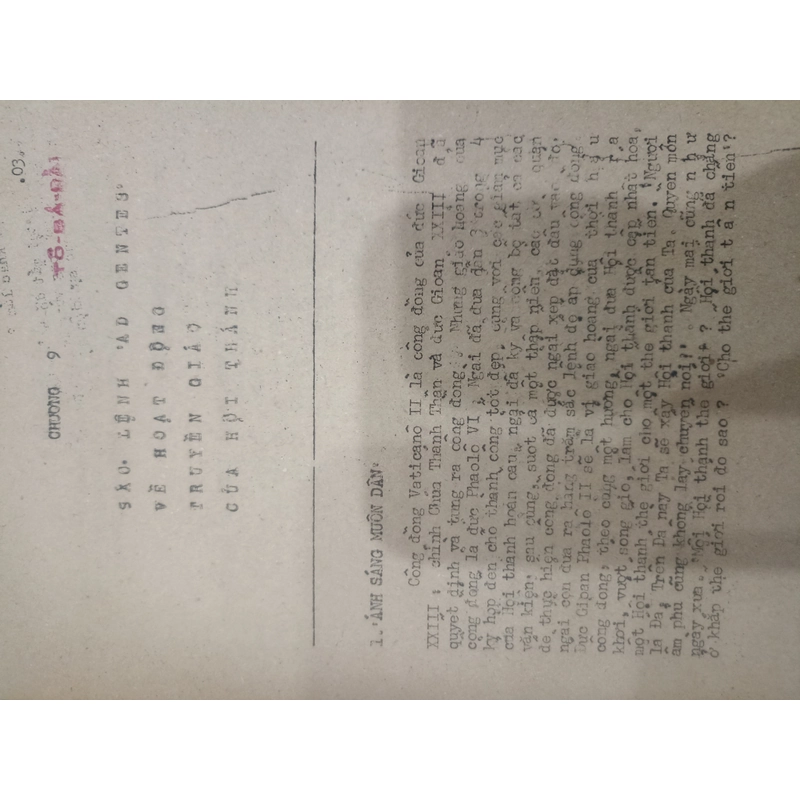 .03.
TÔ-BÁ-ĐÀI
CHƯƠNG 9
SẮC LỆNH "AD GENTES"
VỀ HOẠT ĐỘNG
TRUYỀN GIÁO
CỦA HỘI THÁNH
1. "ÁNH SÁNG MUÔN DÂN"
Công đồng Vaticanô II là công đồng của đức Gioan
XXIII : chính Chúa Thánh Thần và đức Gioan XXIII đã
quyết định và tung ra công đồng. Nhưng giáo hoàng của
công đồng là đức Phaolô VI. Ngài đã đưa đến 3 trong 4
kỳ họp đến chỗ thành công tốt đẹp, cùng với các giám mục
của Hội thánh hoàn cầu, ngài đã ký và công bố tất cả các
văn kiện; sau cùng, suốt cả một thập niên, các cơ quan
để thực hiện công đồng đã được ngài xếp đặt đâu vào đó,
ngài còn đưa ra hàng trăm sắc lệnh để áp dụng công đồng.
Đức Gioan Phaolô II sẽ là vị giáo hoàng của thời hậu
công đồng, theo cùng một hướng, ngài đưa Hội thánh ra
khơi, vượt sóng gió, làm cho Hội thánh được cập nhật hóa,
một Hội thánh thế giới cho một thế giới tân tiến. "Ngươi
là Đá, Trên Đá này Ta sẽ xây Hội thánh của Ta. Quyền môn
âm phủ cũng không lay chuyển nổi". Ngày mai cũng như
ngày xưa. "Nói Hội thánh thế giới" ? Hội thánh đã chẳng
ở khắp thế giới rồi đó sao ? "Cho thế giới tân tiến"?